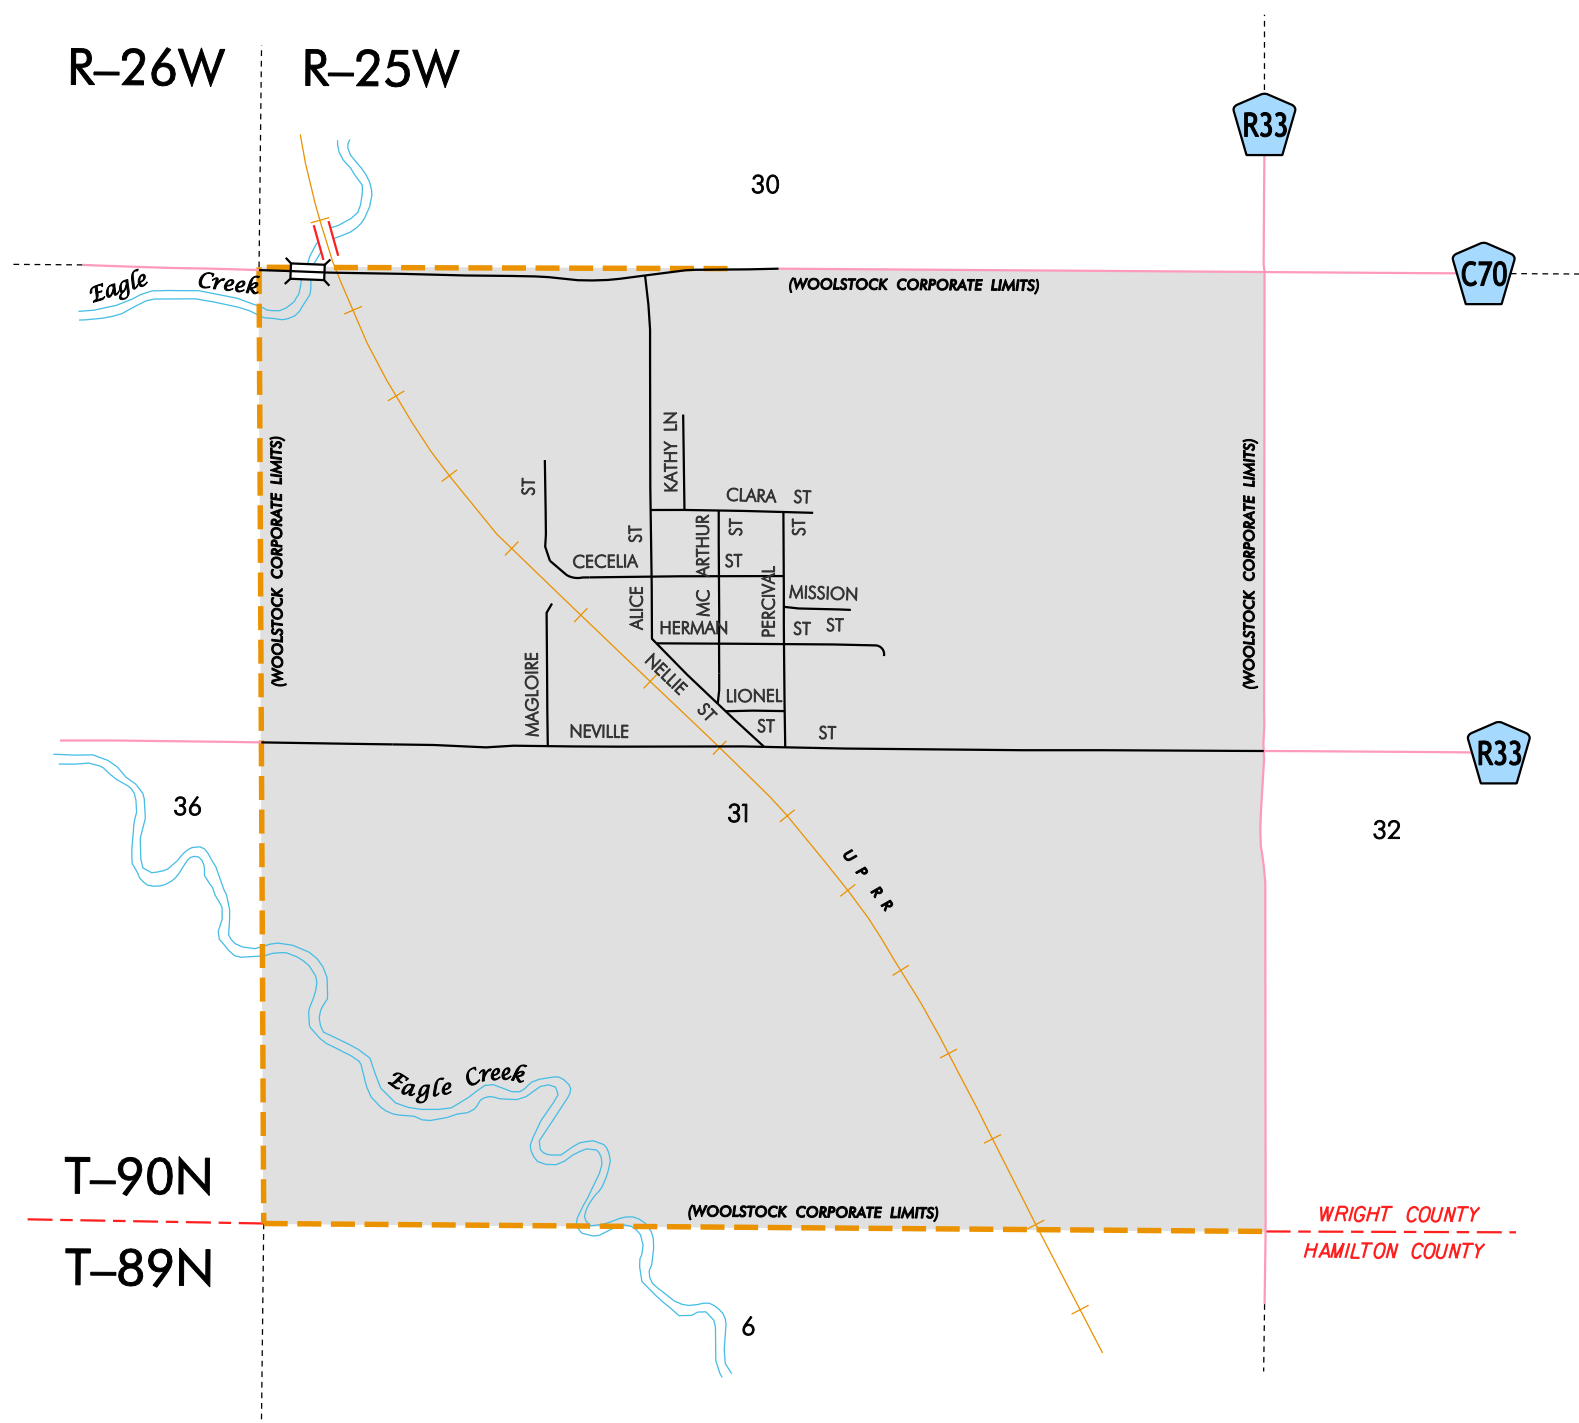 R–26W
R–25W
R33
30
C70
Eagle Creek
(WOOLSTOCK CORPORATE LIMITS)
(WOOLSTOCK CORPORATE LIMITS)
(WOOLSTOCK CORPORATE LIMITS)
KATHY LN
ST
CLARA ST
MC ARTHUR ST
ALICE ST
PERCIVAL ST
CECELIA ST
MISSION ST
HERMAN ST
MAGLOIRE
NELLIE ST
LIONEL ST
NEVILLE ST
R33
36
31
32
U P R R
Eagle Creek
T–90N
(WOOLSTOCK CORPORATE LIMITS)
WRIGHT COUNTY
HAMILTON COUNTY
T–89N
6